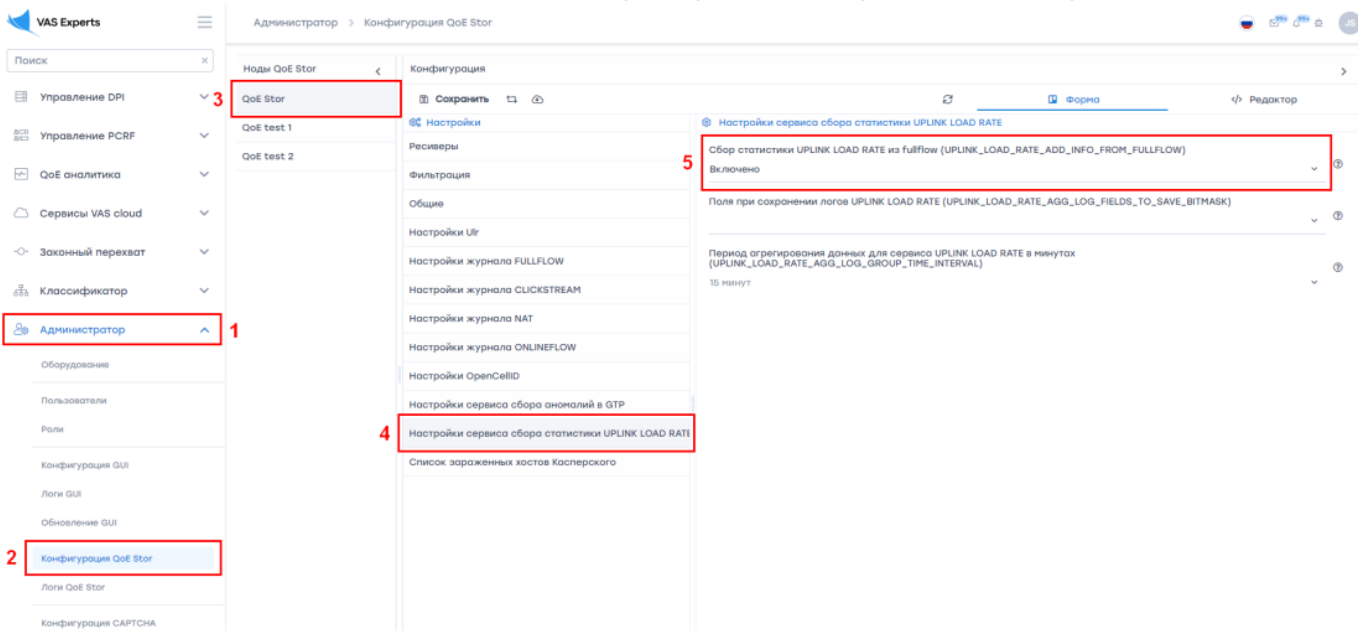 VAS Experts
Администратор > Конфигурация QoE Stor
99+
99+
JS
Поиск
Управление DPI
Управление PCRF
QoE аналитика
Сервисы VAS cloud
Законный перехват
Классификатор
Администратор
1
Оборудование
Пользователи
Роли
Конфигурация GUI
Логи GUI
Обновление GUI
2
Конфигурация QoE Stor
Логи QoE Stor
Конфигурация CAPTCHA
Ноды QoE Stor
3
QoE Stor
QoE test 1
QoE test 2
Конфигурация
Сохранить
Форма
</> Редактор
Настройки
Ресиверы
Фильтрация
Общие
Настройки Ulr
Настройки журнала FULLFLOW
Настройки журнала CLICKSTREAM
Настройки журнала NAT
Настройки журнала ONLINEFLOW
Настройки OpenCellID
Настройки сервиса сбора аномалий в GTP
4
Настройки сервиса сбора статистики UPLINK LOAD RATE
Список зараженных хостов Касперского
Настройки сервиса сбора статистики UPLINK LOAD RATE
5
Сбор статистики UPLINK LOAD RATE из fullflow (UPLINK_LOAD_RATE_ADD_INFO_FROM_FULLFLOW)
Включено
Поля при сохранении логов UPLINK LOAD RATE (UPLINK_LOAD_RATE_AGG_LOG_FIELDS_TO_SAVE_BITMASK)
Период агрегирования данных для сервиса UPLINK LOAD RATE в минутах
(UPLINK_LOAD_RATE_AGG_LOG_GROUP_TIME_INTERVAL)
15 минут